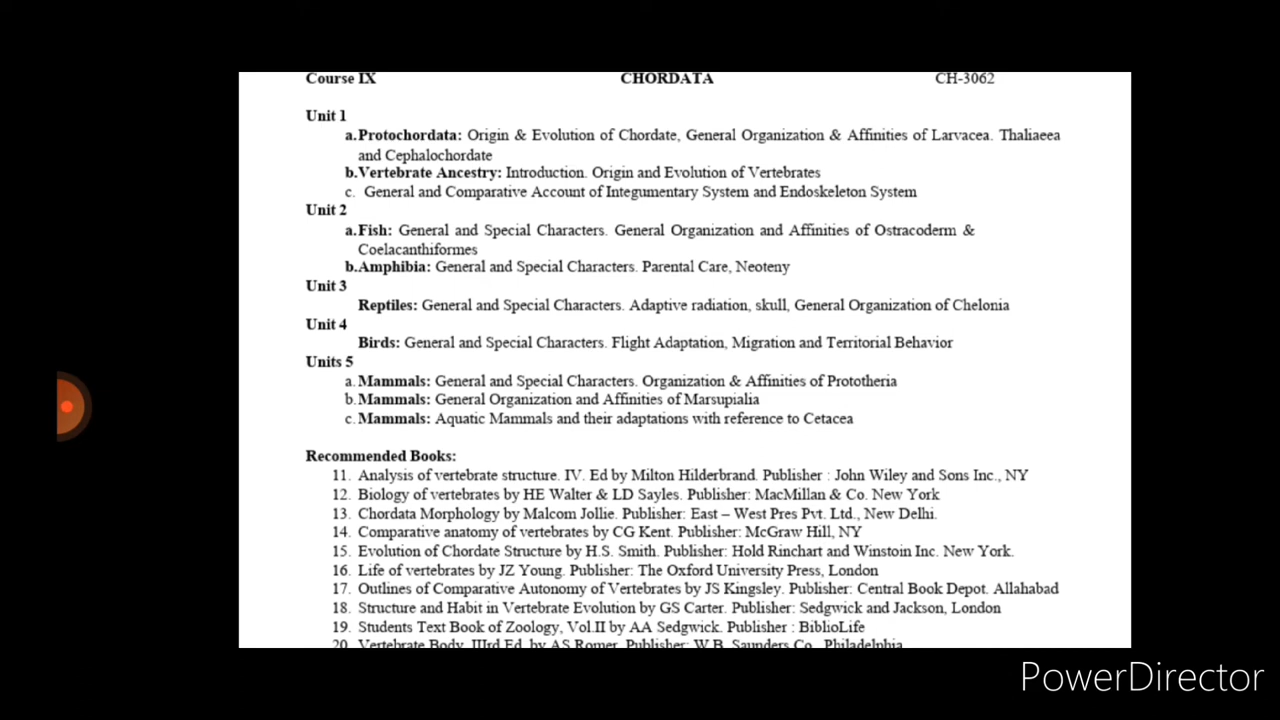 Course IX CHORDATA CH-3062
Unit 1
a. Protochordata: Origin & Evolution of Chordate, General Organization & Affinities of Larvacea. Thaliaeea
and Cephalochordate
b. Vertebrate Ancestry: Introduction. Origin and Evolution of Vertebrates
c. General and Comparative Account of Integumentary System and Endoskeleton System
Unit 2
a. Fish: General and Special Characters. General Organization and Affinities of Ostracoderm &
Coelacanthiformes
b. Amphibia: General and Special Characters. Parental Care, Neoteny
Unit 3
Reptiles: General and Special Characters. Adaptive radiation, skull, General Organization of Chelonia
Unit 4
Birds: General and Special Characters. Flight Adaptation, Migration and Territorial Behavior
Units 5
a. Mammals: General and Special Characters. Organization & Affinities of Prototheria
b. Mammals: General Organization and Affinities of Marsupialia
c. Mammals: Aquatic Mammals and their adaptations with reference to Cetacea
Recommended Books:
11. Analysis of vertebrate structure. IV. Ed by Milton Hilderbrand. Publisher : John Wiley and Sons Inc., NY
12. Biology of vertebrates by HE Walter & LD Sayles. Publisher: MacMillan & Co. New York
13. Chordata Morphology by Malcom Jollie. Publisher: East – West Pres Pvt. Ltd., New Delhi.
14. Comparative anatomy of vertebrates by CG Kent. Publisher: McGraw Hill, NY
15. Evolution of Chordate Structure by H.S. Smith. Publisher: Hold Rinchart and Winstoin Inc. New York.
16. Life of vertebrates by JZ Young. Publisher: The Oxford University Press, London
17. Outlines of Comparative Autonomy of Vertebrates by JS Kingsley. Publisher: Central Book Depot. Allahabad
18. Structure and Habit in Vertebrate Evolution by GS Carter. Publisher: Sedgwick and Jackson, London
19. Students Text Book of Zoology, Vol.II by AA Sedgwick. Publisher : BiblioLife
20. Vertebrate Body, IIIrd Ed. by AS Romer. Publisher: W.B. Saunders Co., Philadelphia
PowerDirector